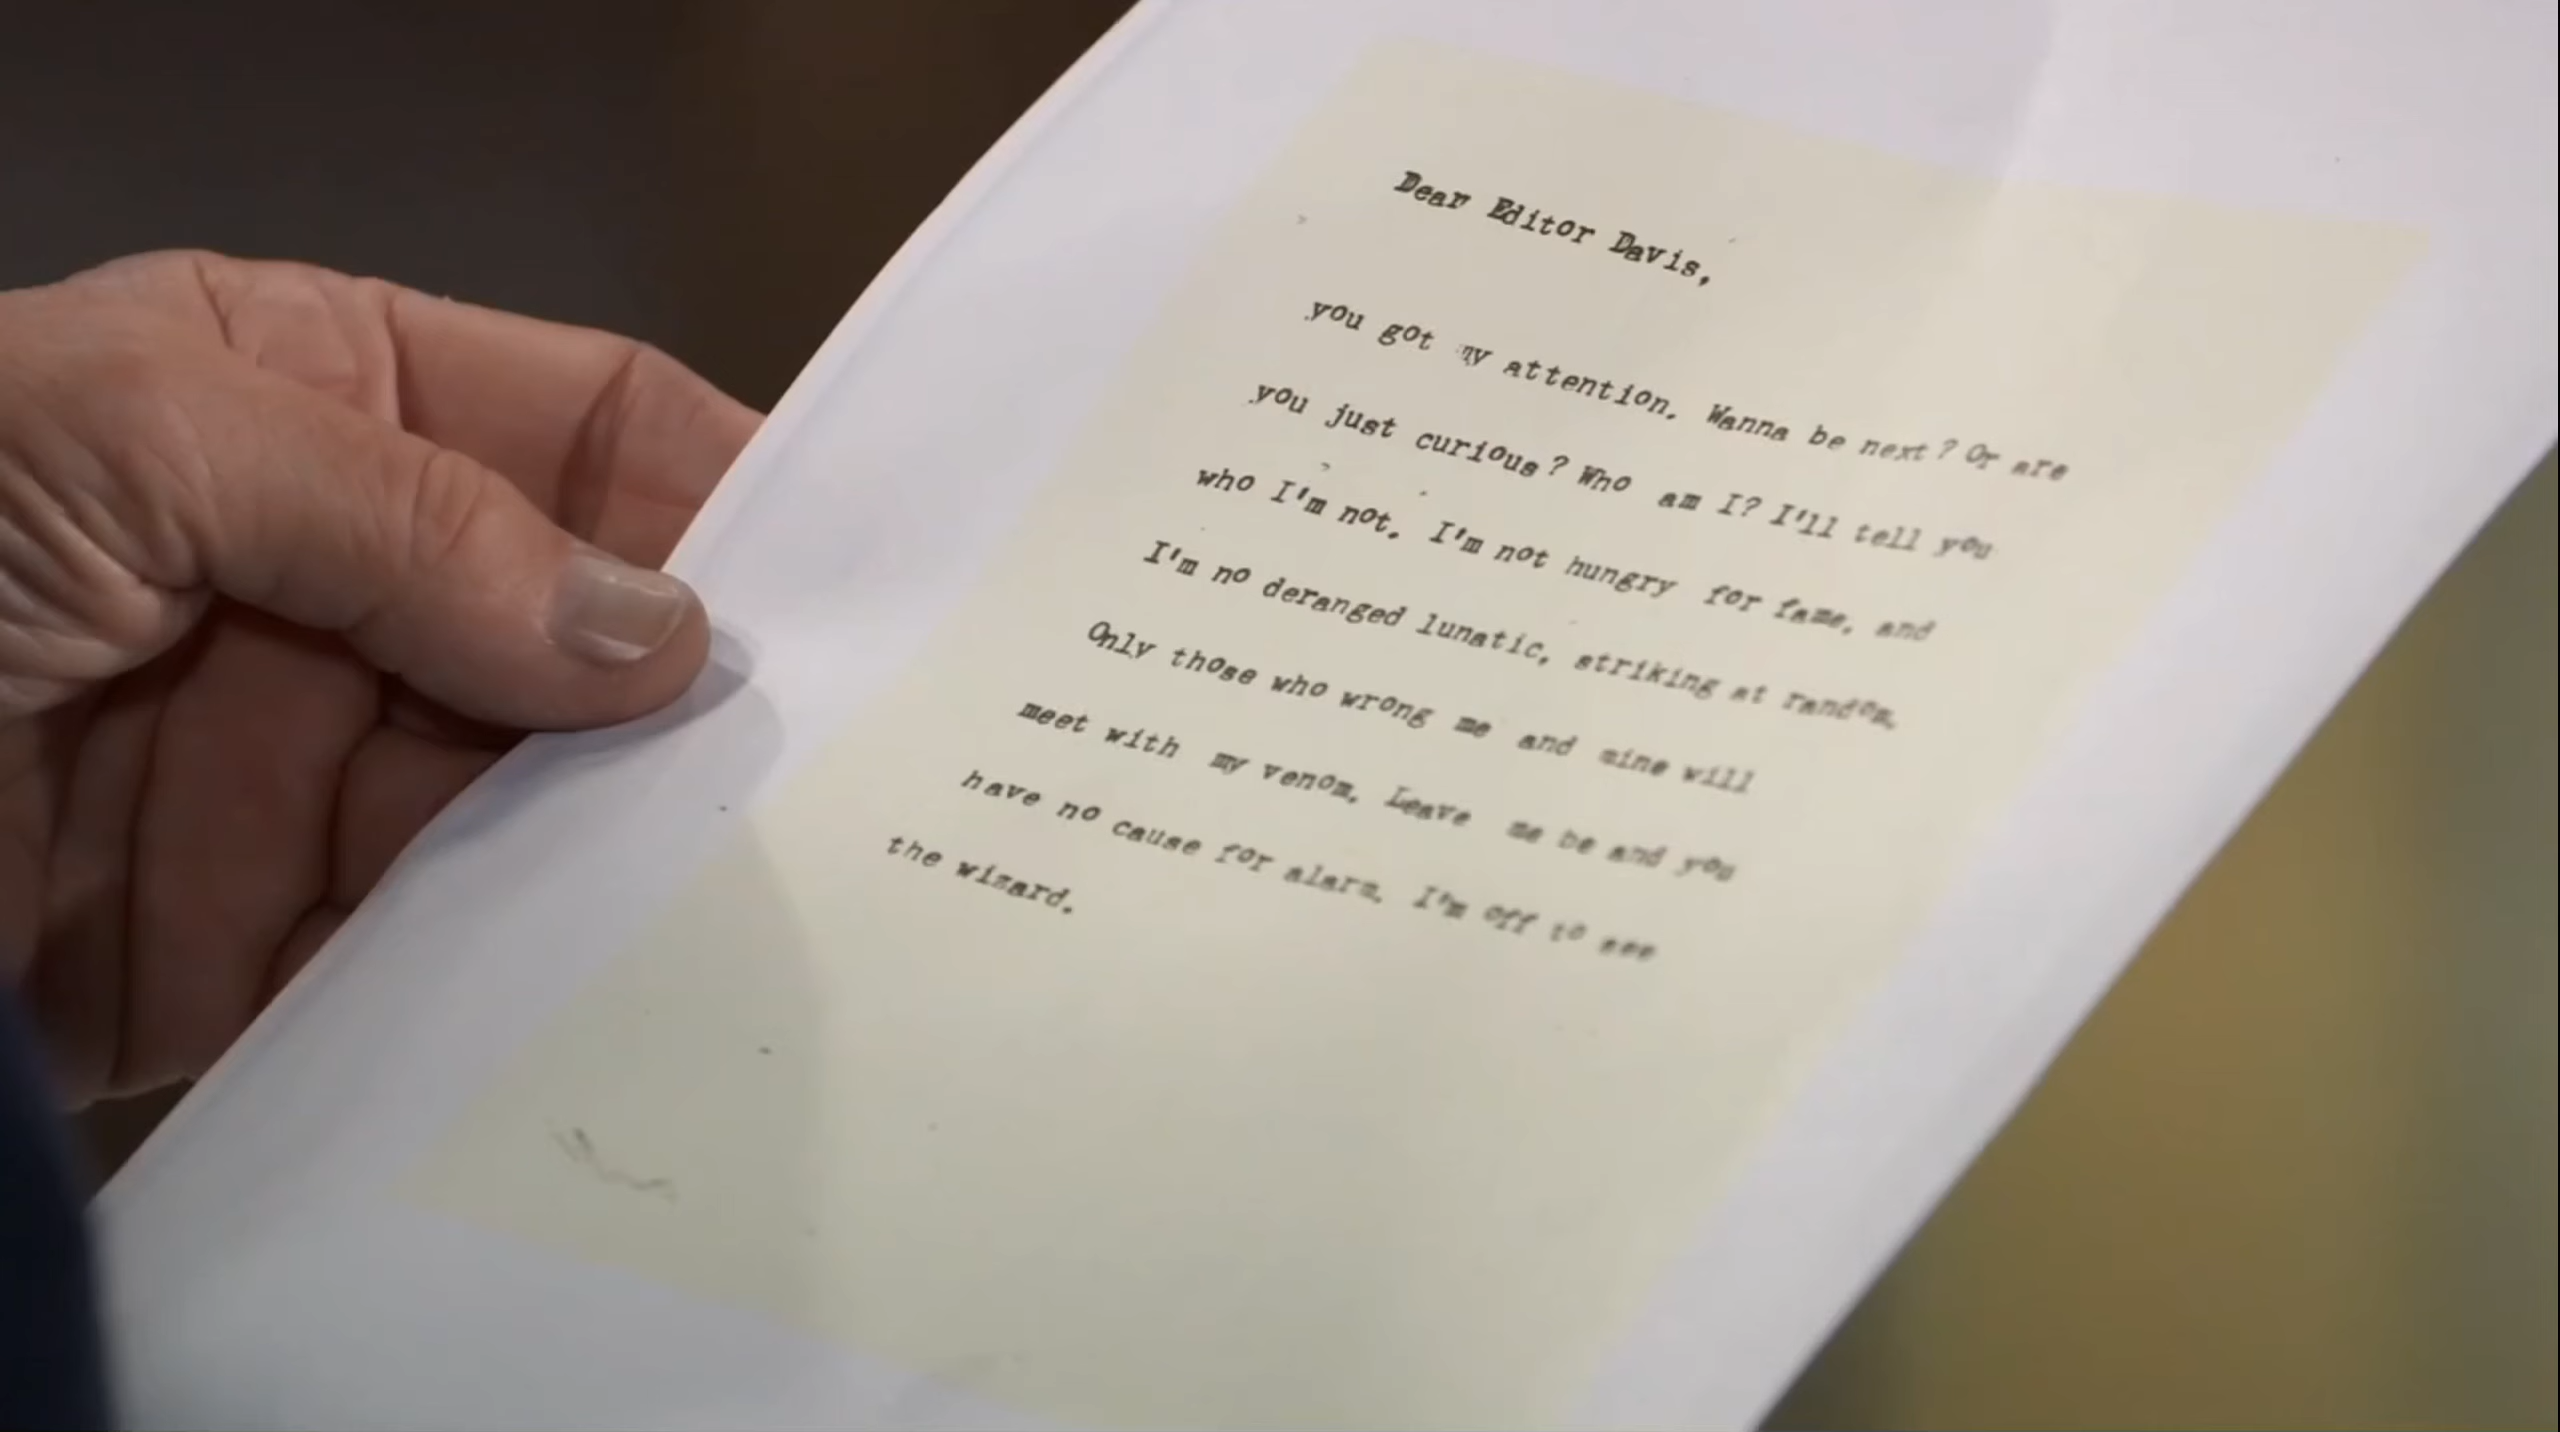 Dear Editor Davis,
you got my attention. Wanna be next? Or are
you just curious? Who am I? I'll tell you
who I'm not. I'm not hungry for fame, and
I'm no deranged lunatic, striking at random.
Only those who wrong me and mine will
meet with my venom. Leave me be and you
have no cause for alarm. I'm off to see
the wizard.